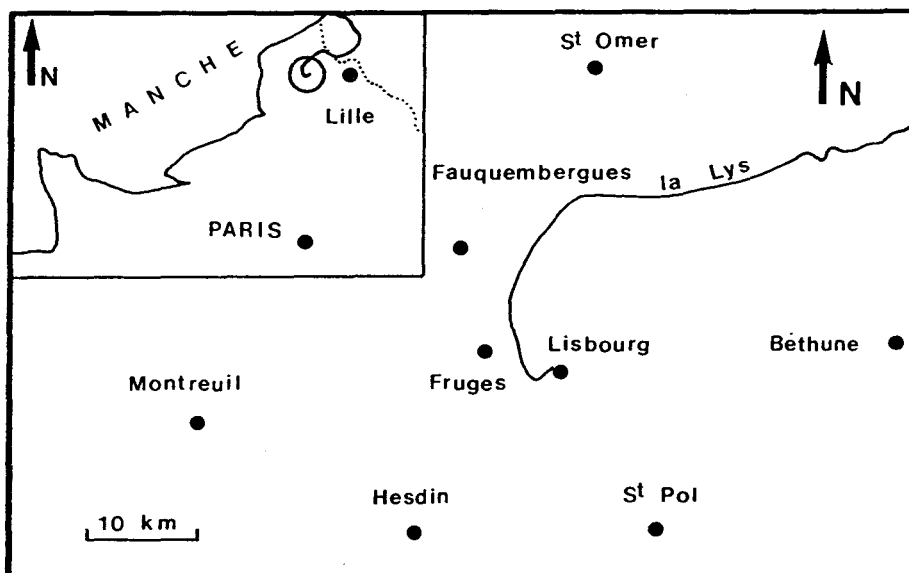 N
MANCHE
Lille
PARIS
St Omer
N
Fauquembergues
la Lys
Lisbourg
Béthune
Fruges
Montreuil
Hesdin
St Pol
10 km